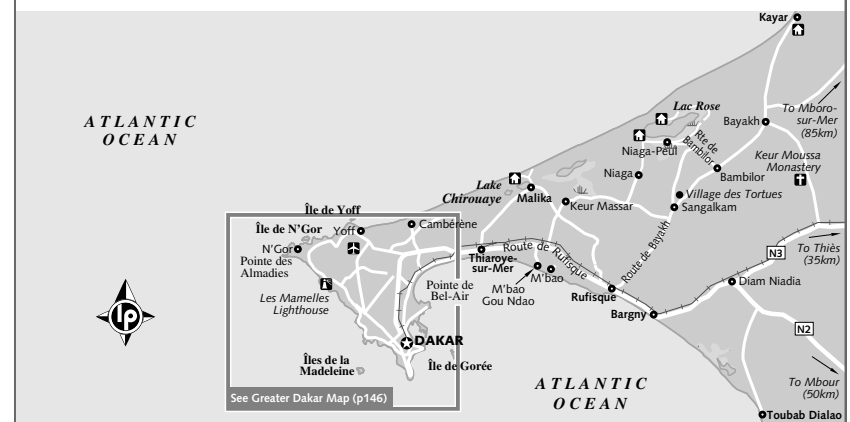 Kayar
ATLANTIC
OCEAN
Lac Rose
To Mboro-
sur-Mer
(85km)
Bayakh
Rte de
Bambilor
Niaga-Peul
Keur Moussa
Monastery
Niaga
Bambilor
Lake
Chirouaye
Malika
Village des Tortues
Keur Massar
Sangalkam
Île de Yoff
Île de N'Gor
Yoff
Cambérène
N'Gor
Pointe des
Almadies
Thiaroye-
sur-Mer
Route de Rufisque
Route de Bayakh
N3
To Thiès
(35km)
Les Mamelles
Lighthouse
Pointe de
Bel-Air
M'bao
Gou Ndao
M'bao
Rufisque
Diam Niadia
Bargny
lp
N2
DAKAR
Îles de la
Madeleine
Île de Gorée
ATLANTIC
OCEAN
To Mbour
(50km)
See Greater Dakar Map (p146)
Toubab Dialao